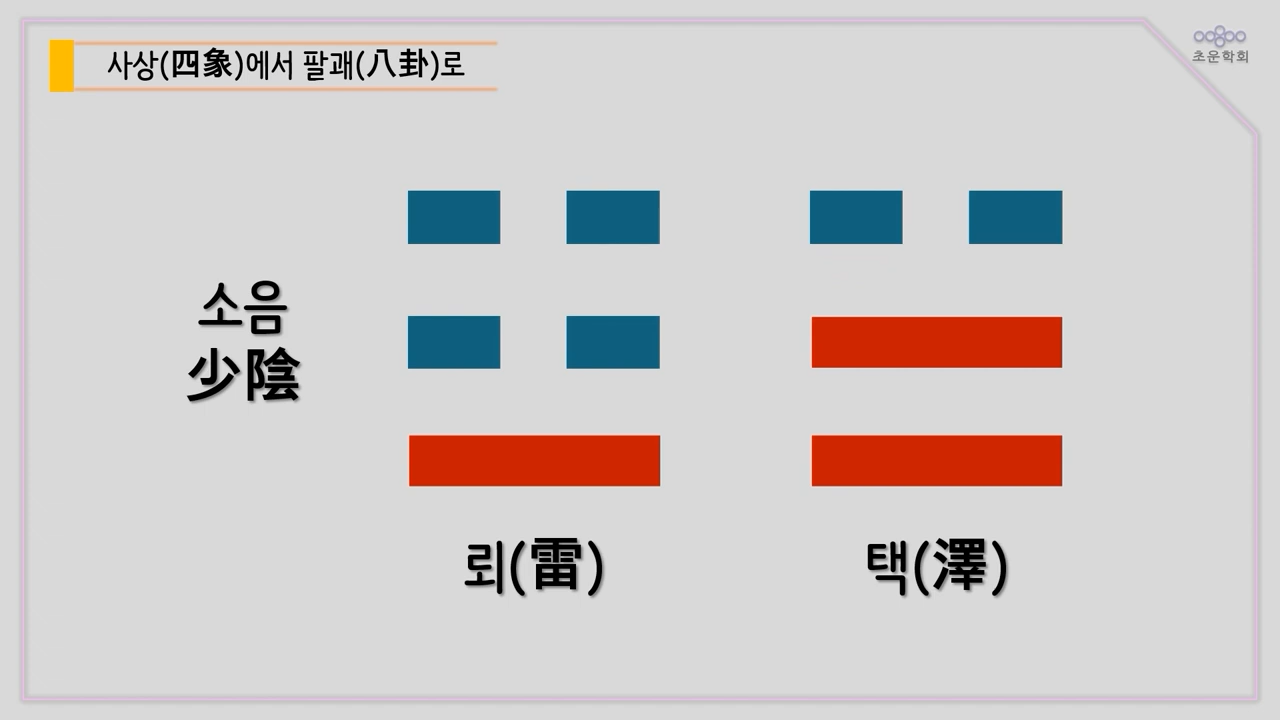 사상(四象)에서 팔괘(八卦)로
초운학회
소음
少陰
뢰(雷)
택(澤)